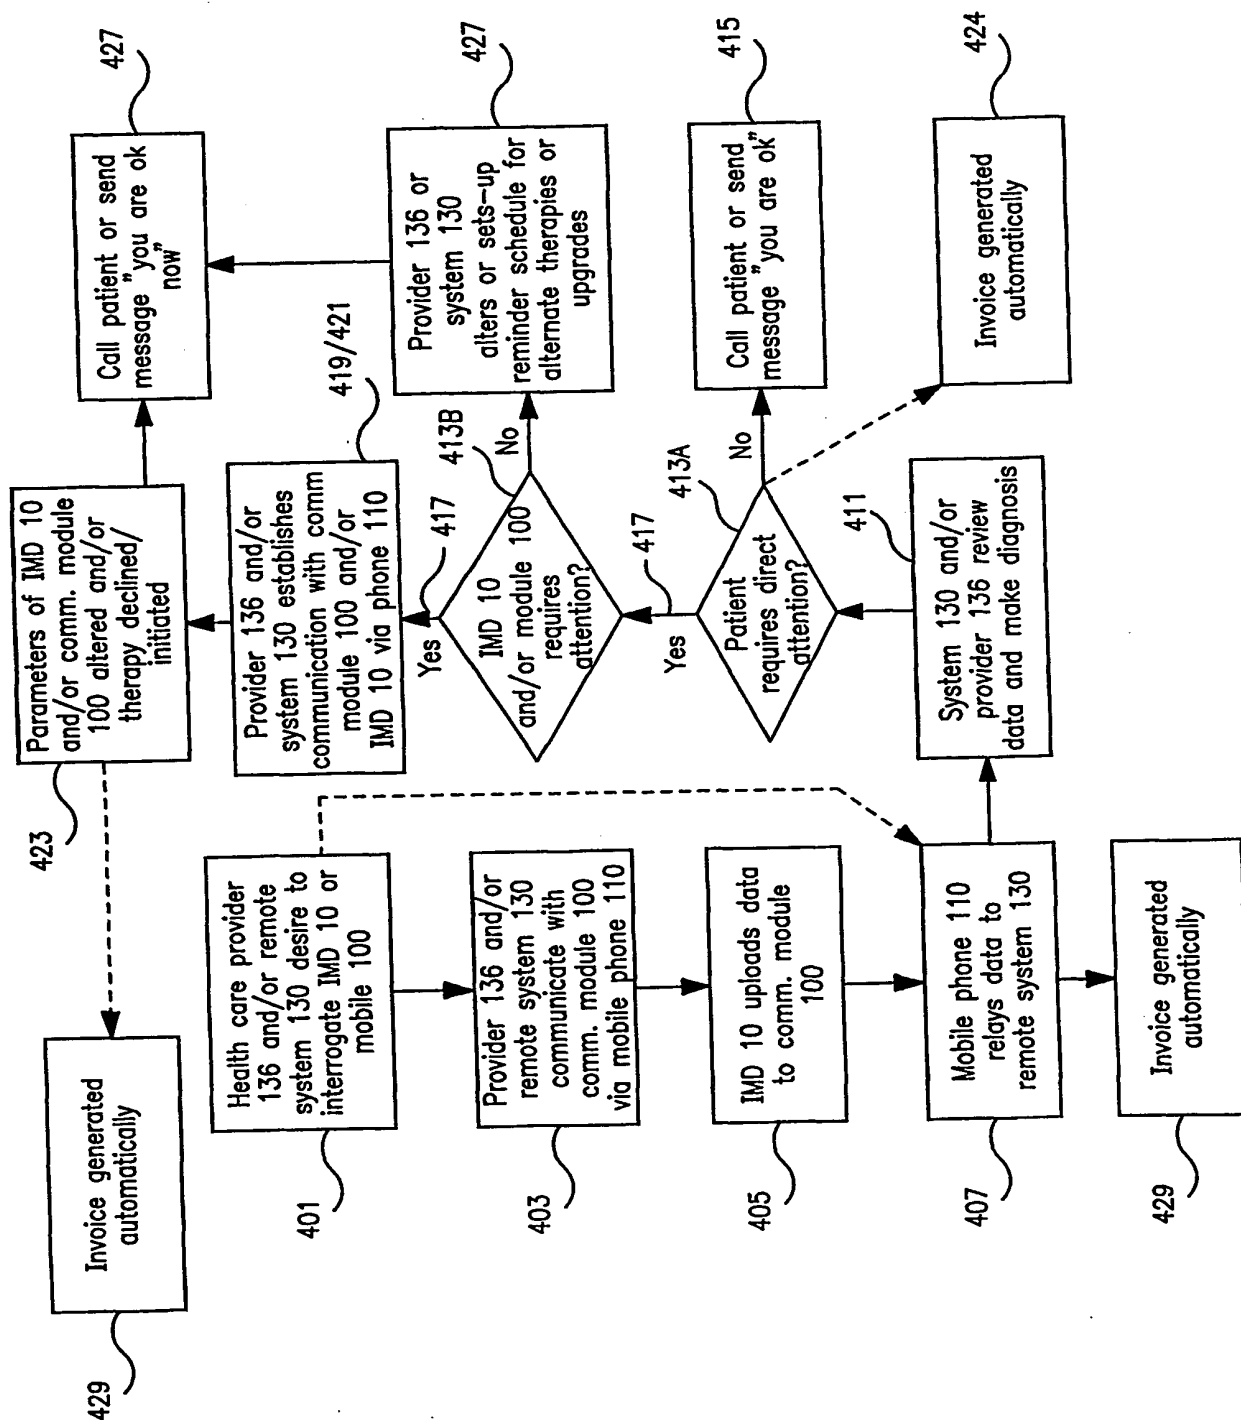 427
Call patient or send
message "you are ok
now"
Parameters of IMD 10
and/or comm. module
100 altered and/or
therapy declined/
initiated
423
Invoice generated
automatically
429
427
Provider 136 or
system 130
alters or sets-up
reminder schedule for
alternate therapies or
upgrades
419/421
Provider 136 and/or
system 130 establishes
communication with comm
module 100 and/or
IMD 10 via phone 110
413B
No
Yes
417
IMD 10
and/or module 100
requires
attention?
Health care provider
136 and/or remote
system 130 desire to
interrogate IMD 10 or
mobile 100
401
Provider 136 and/or
remote system 130
communicate with
comm. module 100
via mobile phone 110
403
415
Call patient or send
message "you are ok"
No
413A
Yes
417
Patient
requires direct
attention?
IMD 10 uploads data
to comm. module
100
405
424
Invoice generated
automatically
411
System 130 and/or
provider 136 review
data and make diagnosis
Mobile phone 110
relays data to
remote system 130
407
Invoice generated
automatically
429